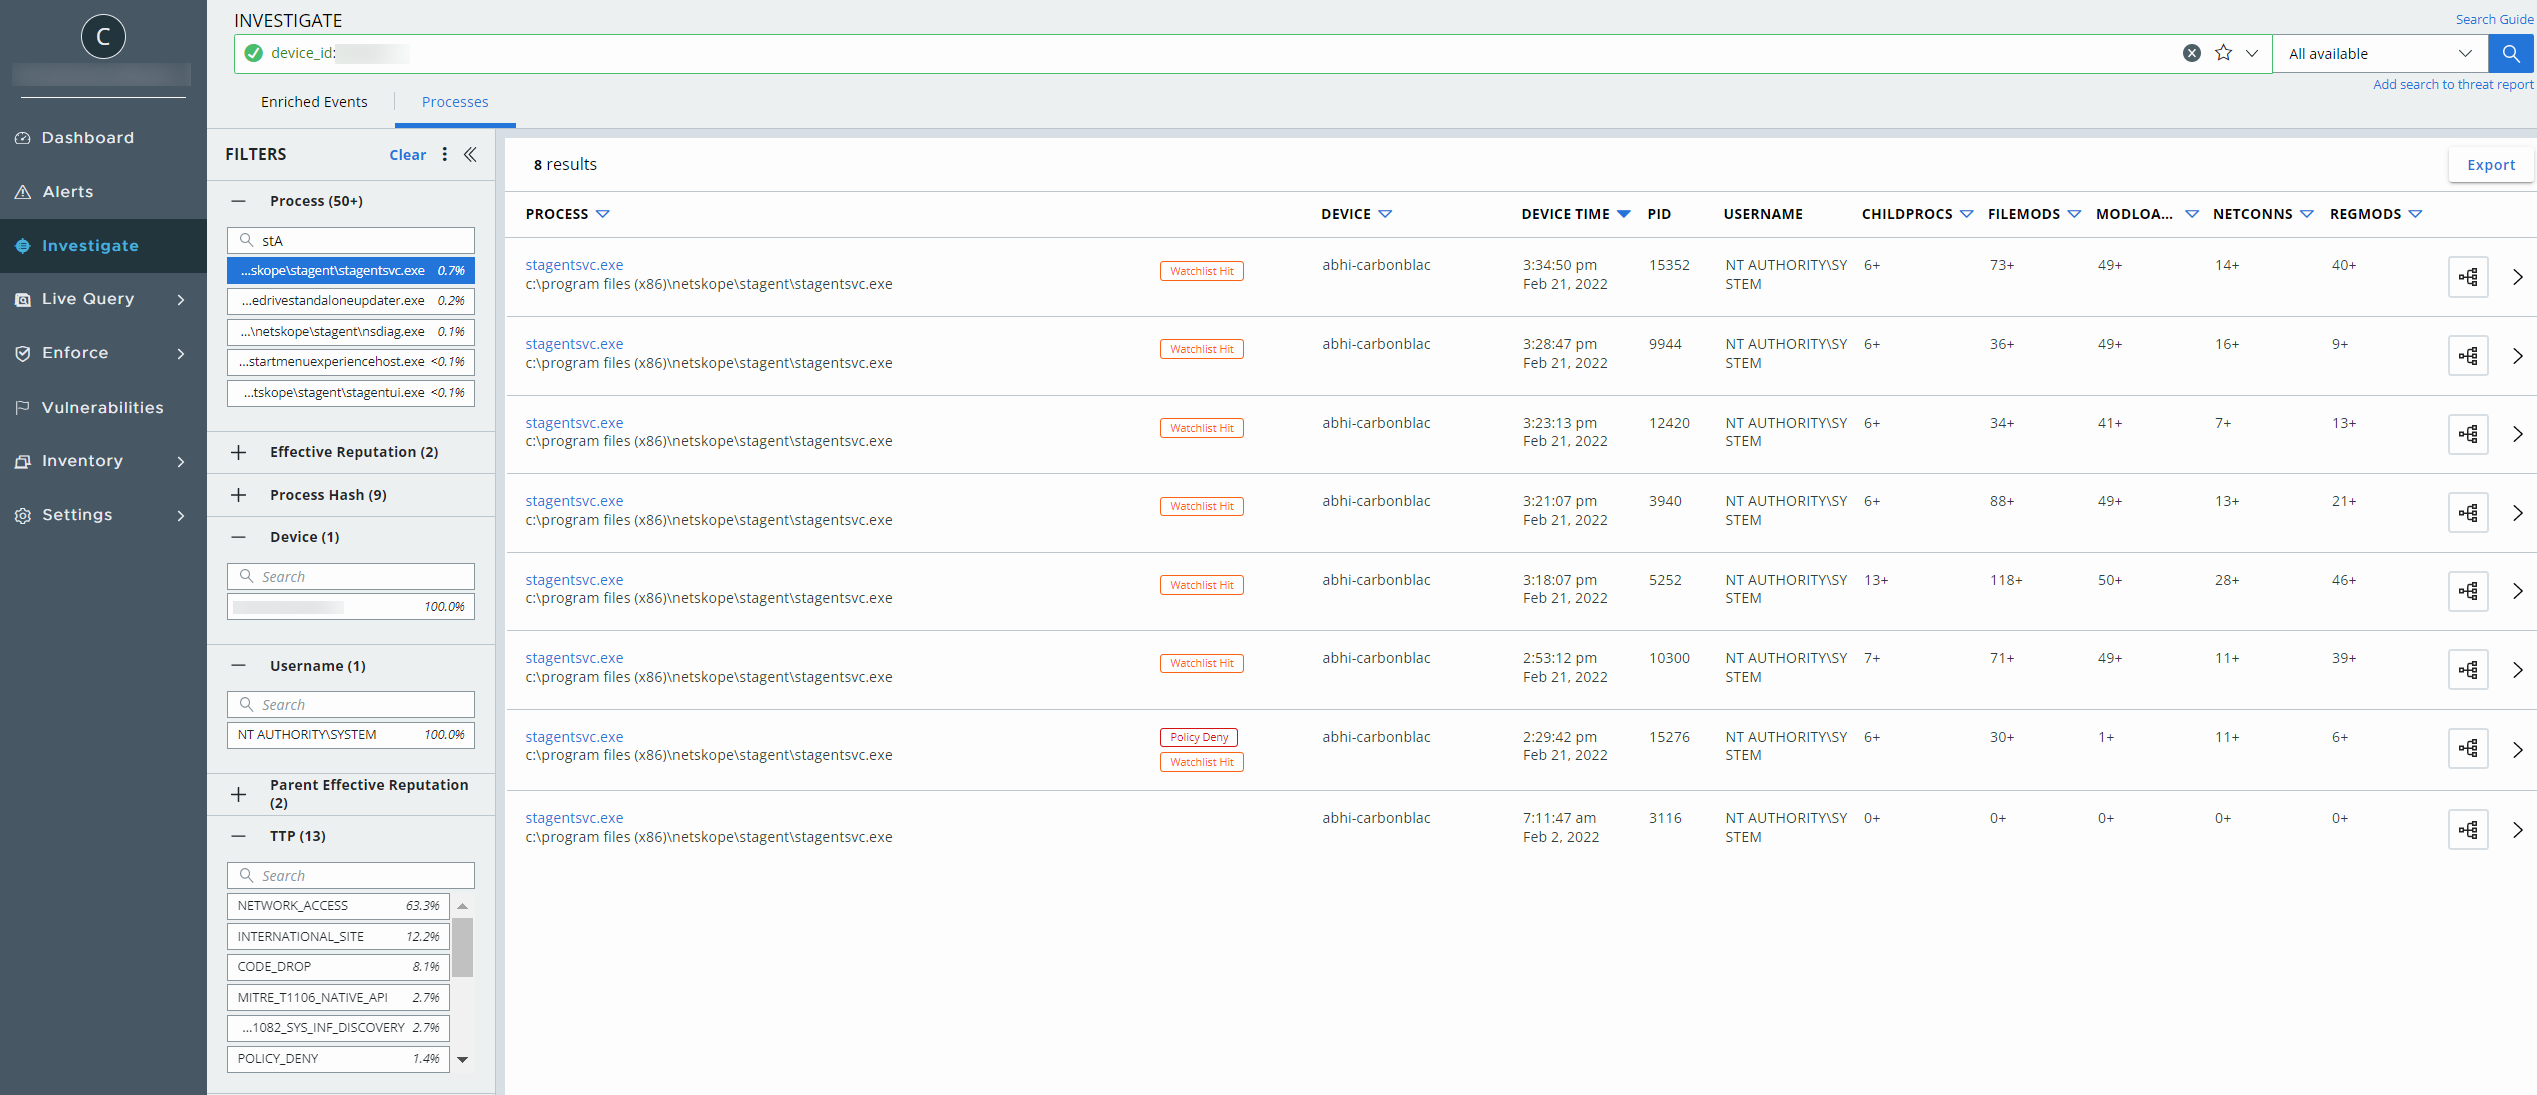 C
Dashboard
Alerts
Investigate
Live Query
Enforce
Vulnerabilities
Inventory
Settings
INVESTIGATE
Search Guide
device_id:
All available
Add search to threat report
Enriched Events
Processes
FILTERS
Clear
Process (50+)
stA
...skope\stagent\stagentsvc.exe 0.7%
...edrivestandaloneupdater.exe 0.2%
...\netskope\stagent\nsdiag.exe 0.1%
...startmenuexperiencehost.exe <0.1%
...tskope\stagent\stagentui.exe <0.1%
Effective Reputation (2)
Process Hash (9)
Device (1)
Search
100.0%
Username (1)
Search
NT AUTHORITY\SYSTEM 100.0%
Parent Effective Reputation
(2)
TTP (13)
Search
NETWORK_ACCESS 63.3%
INTERNATIONAL_SITE 12.2%
CODE_DROP 8.1%
MITRE_T1106_NATIVE_API 2.7%
...1082_SYS_INF_DISCOVERY 2.7%
POLICY_DENY 1.4%
8 results
Export
PROCESS DEVICE DEVICE TIME PID USERNAME CHILDPROCS FILEMODS MODLOA... NETCONNS REGMODS
stagentsvc.exe Watchlist Hit abhi-carbonblac 3:34:50 pm 15352 NT AUTHORITY\SY 6+ 73+ 49+ 14+ 40+
c:\program files (x86)\netskope\stagent\stagentsvc.exe Feb 21, 2022 STEM
stagentsvc.exe Watchlist Hit abhi-carbonblac 3:28:47 pm 9944 NT AUTHORITY\SY 6+ 36+ 49+ 16+ 9+
c:\program files (x86)\netskope\stagent\stagentsvc.exe Feb 21, 2022 STEM
stagentsvc.exe Watchlist Hit abhi-carbonblac 3:23:13 pm 12420 NT AUTHORITY\SY 6+ 34+ 41+ 7+ 13+
c:\program files (x86)\netskope\stagent\stagentsvc.exe Feb 21, 2022 STEM
stagentsvc.exe Watchlist Hit abhi-carbonblac 3:21:07 pm 3940 NT AUTHORITY\SY 6+ 88+ 49+ 13+ 21+
c:\program files (x86)\netskope\stagent\stagentsvc.exe Feb 21, 2022 STEM
stagentsvc.exe Watchlist Hit abhi-carbonblac 3:18:07 pm 5252 NT AUTHORITY\SY 13+ 118+ 50+ 28+ 46+
c:\program files (x86)\netskope\stagent\stagentsvc.exe Feb 21, 2022 STEM
stagentsvc.exe Watchlist Hit abhi-carbonblac 2:53:12 pm 10300 NT AUTHORITY\SY 7+ 71+ 49+ 11+ 39+
c:\program files (x86)\netskope\stagent\stagentsvc.exe Feb 21, 2022 STEM
stagentsvc.exe Policy Deny abhi-carbonblac 2:29:42 pm 15276 NT AUTHORITY\SY 6+ 30+ 1+ 11+ 6+
c:\program files (x86)\netskope\stagent\stagentsvc.exe Watchlist Hit Feb 21, 2022 STEM
stagentsvc.exe abhi-carbonblac 7:11:47 am 3116 NT AUTHORITY\SY 0+ 0+ 0+ 0+ 0+
c:\program files (x86)\netskope\stagent\stagentsvc.exe Feb 2, 2022 STEM